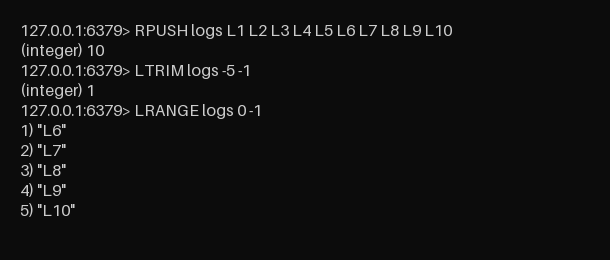 127.0.0.1:6379> RPUSH logs L1 L2 L3 L4 L5 L6 L7 L8 L9 L10
(integer) 10
127.0.0.1:6379> LTRIM logs -5 -1
(integer) 1
127.0.0.1:6379> LRANGE logs 0 -1
1) "L6"
2) "L7"
3) "L8"
4) "L9"
5) "L10"